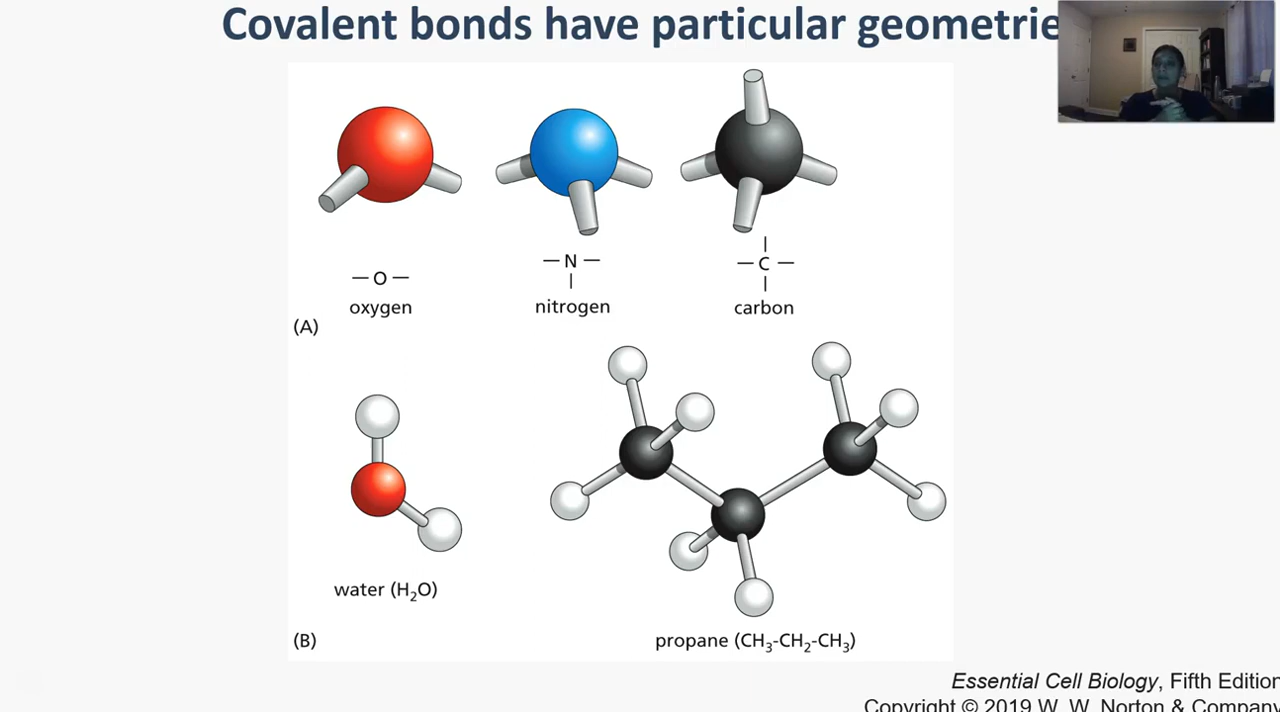 Covalent bonds have particular geometrie
— O —
oxygen
— N —
|
nitrogen
|
— C —
|
carbon
(A)
water (H₂O)
(B)
propane (CH₃-CH₂-CH₃)
Essential Cell Biology, Fifth Edition
Copyright © 2019 W. W. Norton & Company